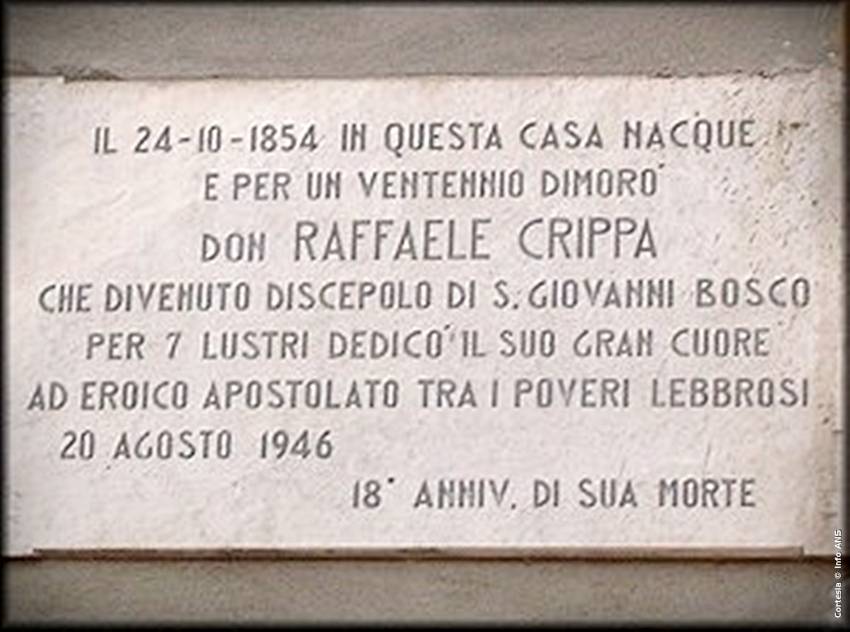 IL 24-10-1854 IN QUESTA CASA NACQUE
E PER UN VENTENNIO DIMORO'
DON RAFFAELE CRIPPA
CHE DIVENUTO DISCEPOLO DI S. GIOVANNI BOSCO
PER 7 LUSTRI DEDICO' IL SUO GRAN CUORE
AD EROICO APOSTOLATO TRA I POVERI LEBBROSI
20 AGOSTO 1946
18° ANNIV. DI SUA MORTE
Cortesia © Info ANS